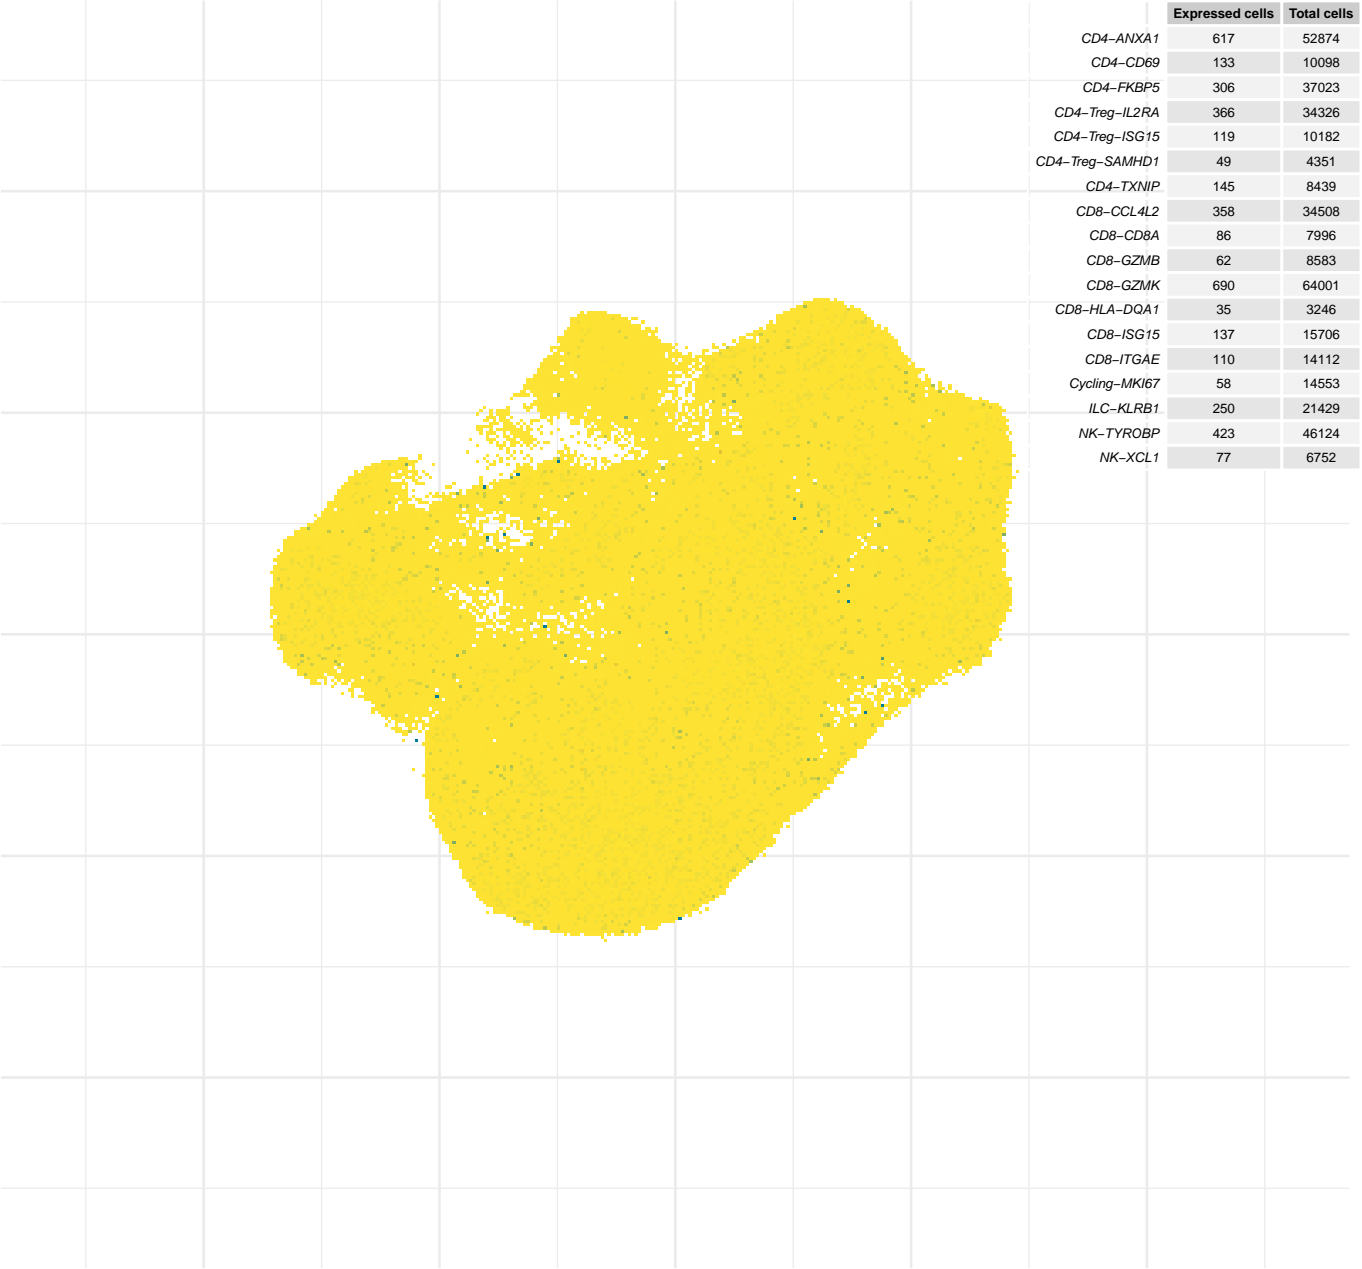 Expressed cells Total cells
CD4−ANXA1 617 52874
CD4−CD69 133 10098
CD4−FKBP5 306 37023
CD4−Treg−IL2RA 366 34326
CD4−Treg−ISG15 119 10182
CD4−Treg−SAMHD1 49 4351
CD4−TXNIP 145 8439
CD8−CCL4L2 358 34508
CD8−CD8A 86 7996
CD8−GZMB 62 8583
CD8−GZMK 690 64001
CD8−HLA−DQA1 35 3246
CD8−ISG15 137 15706
CD8−ITGAE 110 14112
Cycling−MKI67 58 14553
ILC−KLRB1 250 21429
NK−TYROBP 423 46124
NK−XCL1 77 6752